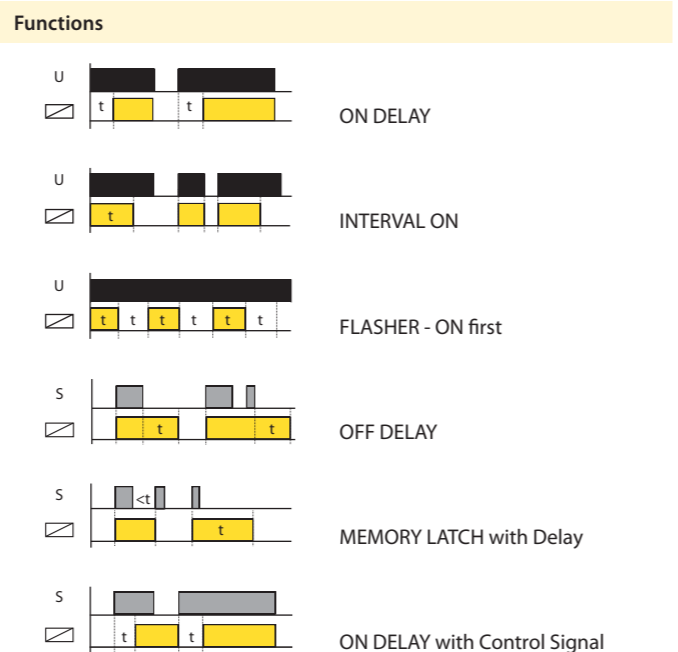 Functions
U
t t
ON DELAY
U
t
INTERVAL ON
U
t t t t t t
FLASHER - ON first
S
t t
OFF DELAY
S
<t
t
MEMORY LATCH with Delay
S
t t
ON DELAY with Control Signal